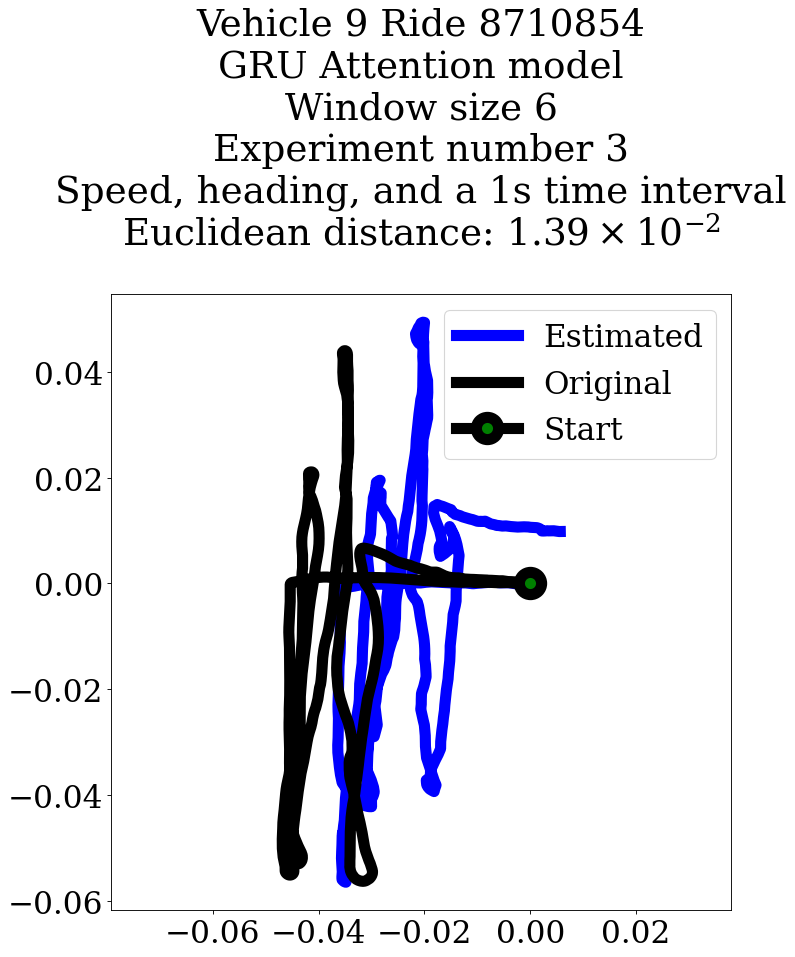 Vehicle 9 Ride 8710854
GRU Attention model
Window size 6
Experiment number 3
Speed, heading, and a 1s time interval
Euclidean distance: 1.39 × 10⁻²
Estimated
Original
Start
0.04
0.02
0.00
−0.02
−0.04
−0.06
−0.06 −0.04 −0.02 0.00 0.02